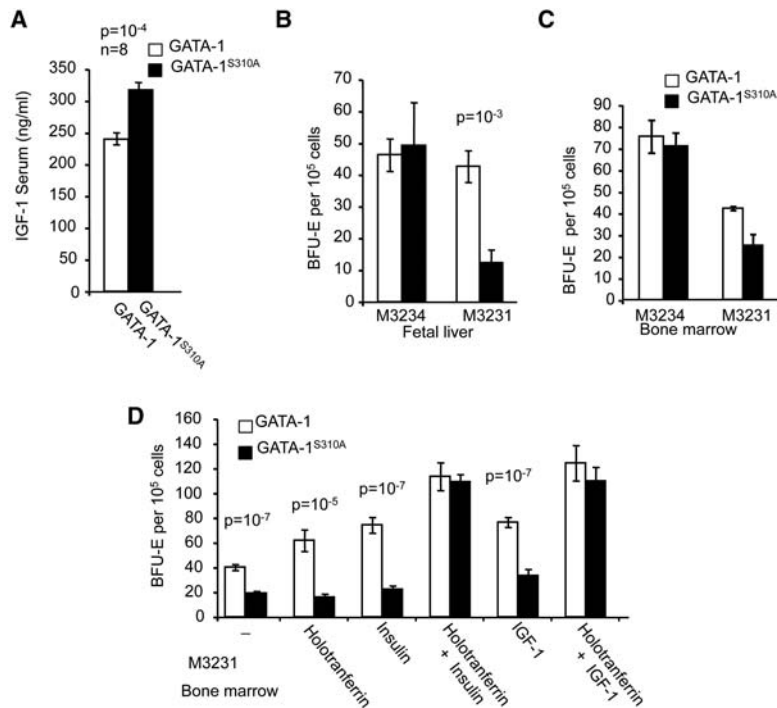 A
p=10⁻⁴
n=8
GATA-1
GATA-1ˢ³¹⁰ᴬ
IGF-1 Serum (ng/ml)
350
300
250
200
150
100
50
0
GATA-1
GATA-1ˢ³¹⁰ᴬ
B
BFU-E per 10⁵ cells
70
60
50
40
30
20
10
0
p=10⁻³
M3234 M3231
Fetal liver
C
GATA-1
GATA-1ˢ³¹⁰ᴬ
BFU-E per 10⁵ cells
90
80
70
60
50
40
30
20
10
0
M3234 M3231
Bone marrow
D
GATA-1
GATA-1ˢ³¹⁰ᴬ
BFU-E per 10⁵ cells
160
140
120
100
80
60
40
20
0
p=10⁻⁷
p=10⁻⁵
p=10⁻⁷
p=10⁻⁷
–
Holotranferrin
Insulin
Holotranferrin
+ Insulin
IGF-1
Holotranferrin
+ IGF-1
M3231
Bone marrow